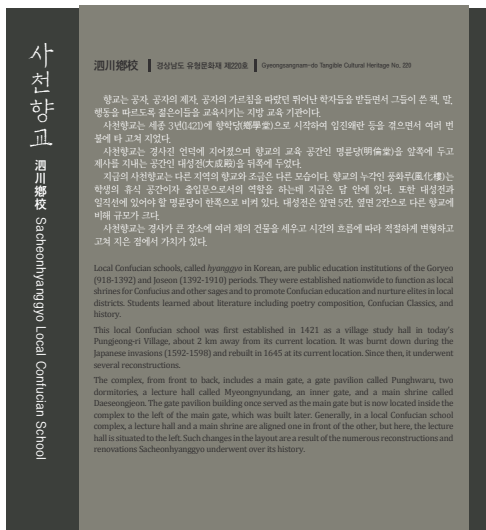 사천향교 泗川鄕校 Sacheonhyanggyo Local Confucian School
泗川鄕校 경상남도 유형문화재 제220호 Gyeongsangnam-do Tangible Cultural Heritage No. 220
향교는 공자, 공자의 제자, 공자의 가르침을 따랐던 뛰어난 학자들을 받들면서 그들이 쓴 책, 말,
행동을 따르도록 젊은이들을 교육시키는 지방 교육 기관이다.
사천향교는 세종 3년(1421)에 향학당(鄕學堂)으로 시작하여 임진왜란 등을 겪으면서 여러 번
불에 타 고쳐 지었다.
사천향교는 경사진 언덕에 지어졌으며 향교의 교육 공간인 명륜당(明倫堂)을 앞쪽에 두고
제사를 지내는 공간인 대성전(大成殿)을 뒤쪽에 두었다.
지금의 사천향교는 다른 지역의 향교와 조금은 다른 모습이다. 향교의 누각인 풍화루(風化樓)는
학생의 휴식 공간이자 출입문으로서의 역할을 하는데 지금은 담 안에 있다. 또한 대성전과
일직선에 있어야 할 명륜당이 한쪽으로 비켜 있다. 대성전은 앞면 5칸, 옆면 2칸으로 다른 향교에
비해 규모가 크다.
사천향교는 경사가 큰 장소에 여러 채의 건물을 세우고 시간의 흐름에 따라 적절하게 변형하고
고쳐 지은 점에서 가치가 있다.
Local Confucian schools, called hyanggyo in Korean, are public education institutions of the Goryeo
(918-1392) and Joseon (1392-1910) periods. They were established nationwide to function as local
shrines for Confucius and other sages and to promote Confucian education and nurture elites in local
districts. Students learned about literature including poetry composition, Confucian Classics, and
history.
This local Confucian school was first established in 1421 as a village study hall in today's
Pungjeong-ri Village, about 2 km away from its current location. It was burnt down during the
Japanese invasions (1592-1598) and rebuilt in 1645 at its current location. Since then, it underwent
several reconstructions.
The complex, from front to back, includes a main gate, a gate pavilion called Punghwaru, two
dormitories, a lecture hall called Myeongnyundang, an inner gate, and a main shrine called
Daeseongjeon. The gate pavilion building once served as the main gate but is now located inside the
complex to the left of the main gate, which was built later. Generally, in a local Confucian school
complex, a lecture hall and a main shrine are aligned one in front of the other, but here, the lecture
hall is situated to the left. Such changes in the layout are a result of the numerous reconstructions and
renovations Sacheonhyanggyo underwent over its history.